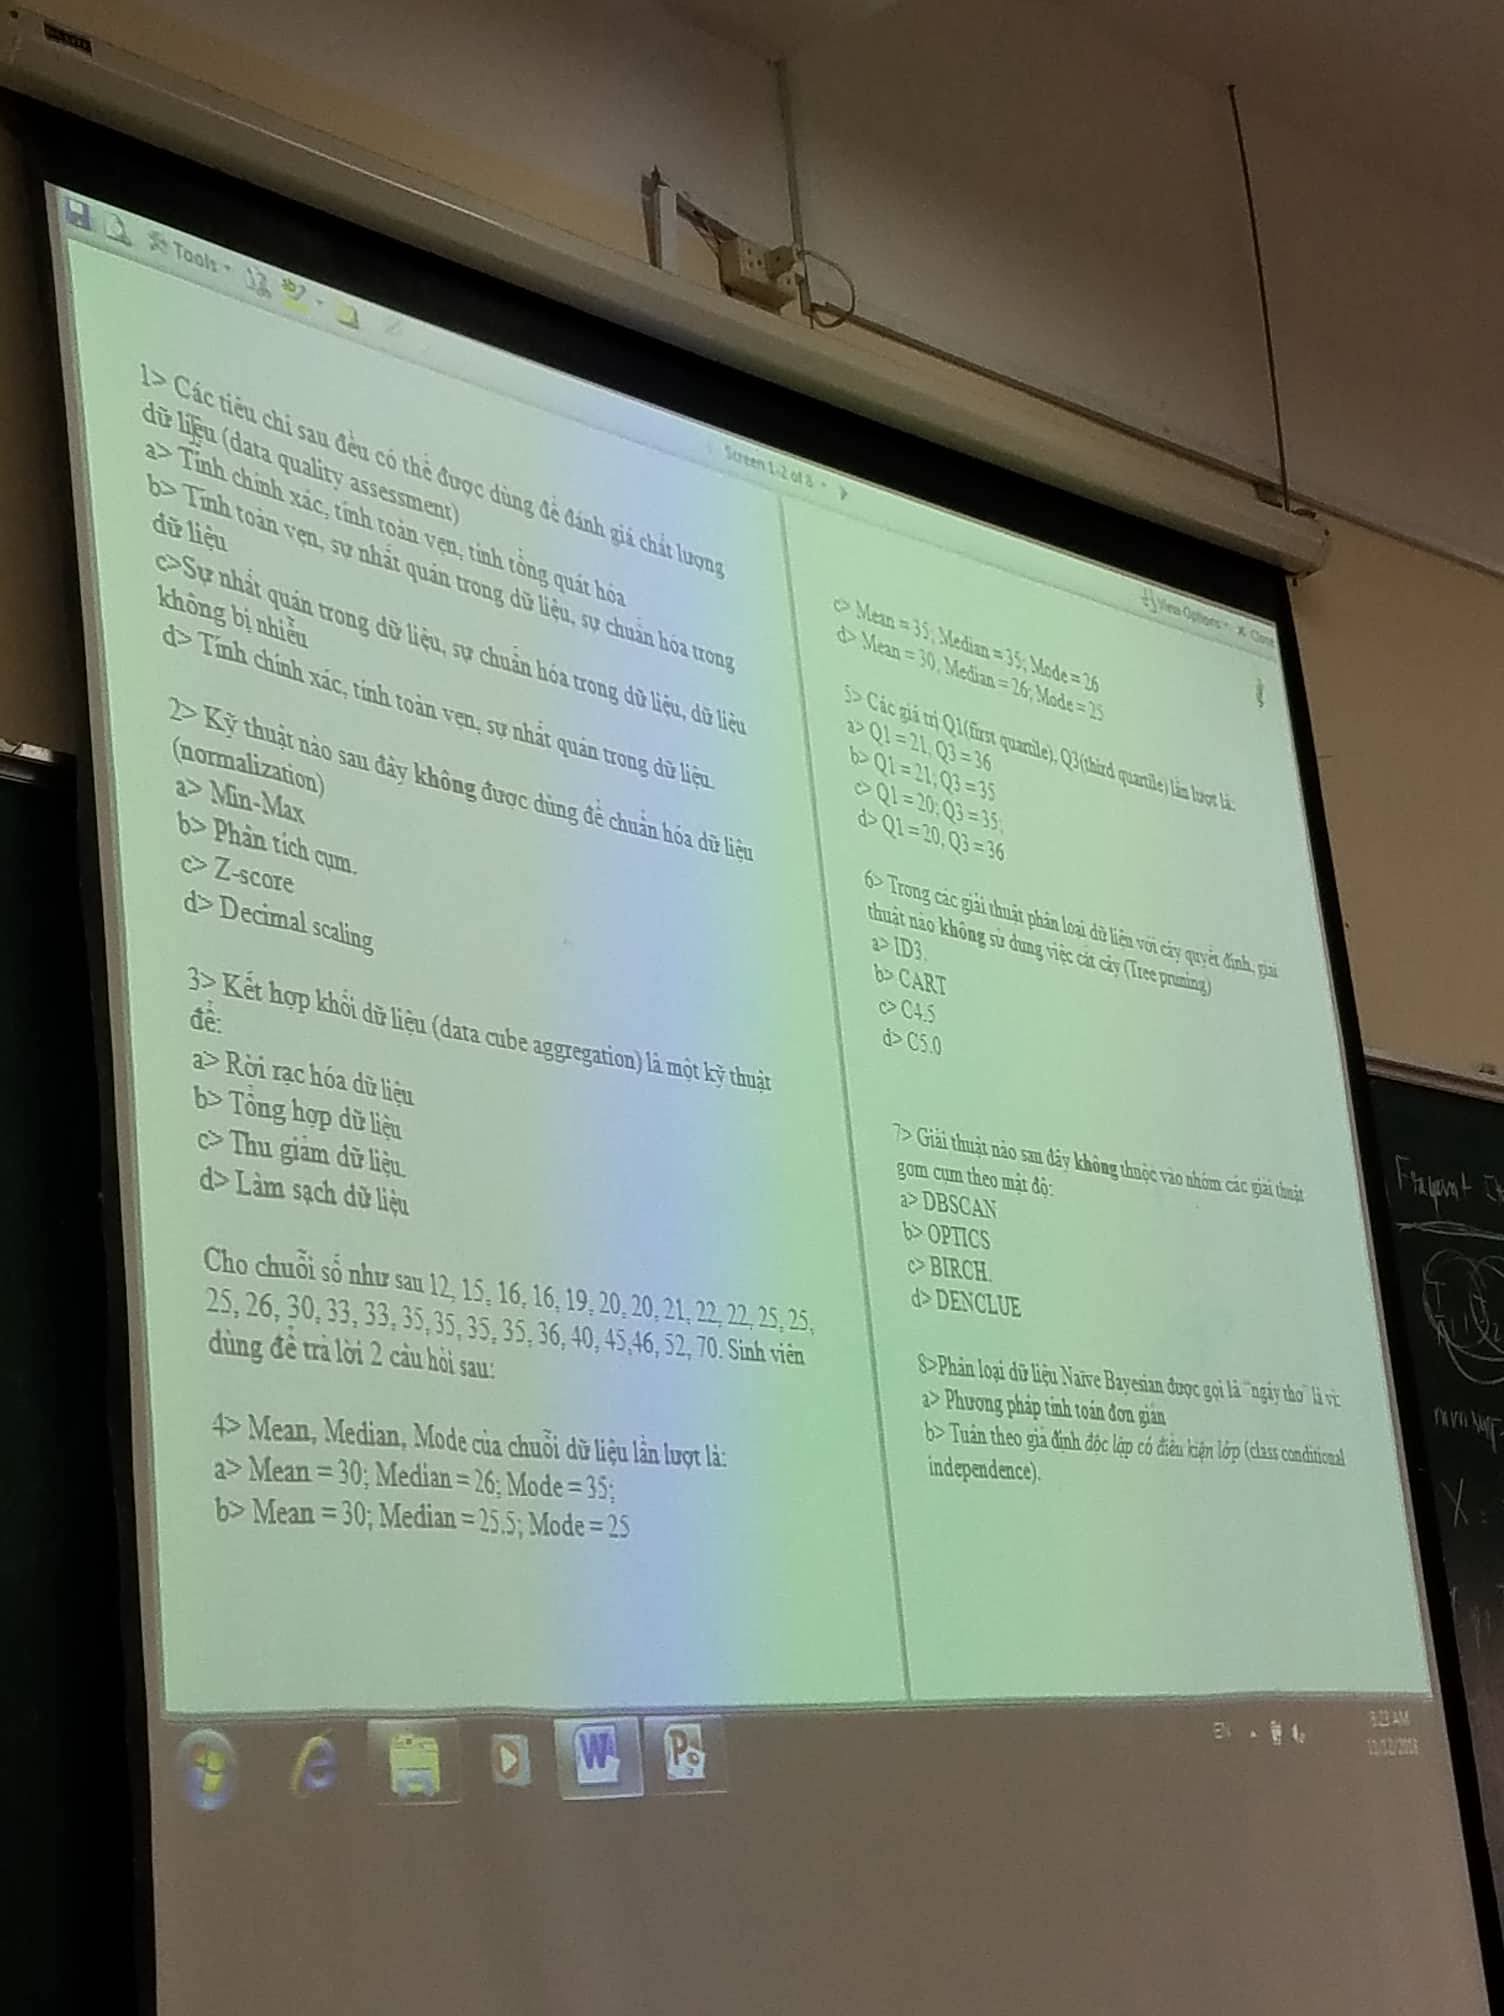 Tools
Screen 1-2 of 8
View Options
Close
1> Các tiêu chí sau đều có thể được dùng để đánh giá chất lượng
dữ liệu (data quality assessment)
a> Tính chính xác, tính toàn vẹn, tính tổng quát hóa
b> Tính toàn vẹn, sự nhất quán trong dữ liệu, sự chuẩn hóa trong
dữ liệu
c>Sự nhất quán trong dữ liệu, sự chuẩn hóa trong dữ liệu, dữ liệu
không bị nhiễu
d> Tính chính xác, tính toàn vẹn, sự nhất quán trong dữ liệu.
2> Kỹ thuật nào sau đây không được dùng để chuẩn hóa dữ liệu
(normalization)
a> Min-Max
b> Phân tích cụm.
c> Z-score
d> Decimal scaling
3> Kết hợp khối dữ liệu (data cube aggregation) là một kỹ thuật
để:
a> Rời rạc hóa dữ liệu
b> Tổng hợp dữ liệu
c> Thu giảm dữ liệu.
d> Làm sạch dữ liệu
Cho chuỗi số như sau 12, 15, 16, 16, 19, 20, 20, 21, 22, 22, 25, 25,
25, 26, 30, 33, 33, 35, 35, 35, 35, 36, 40, 45,46, 52, 70. Sinh viên
dùng để trả lời 2 câu hỏi sau:
4> Mean, Median, Mode của chuỗi dữ liệu lần lượt là:
a> Mean = 30; Median = 26; Mode = 35;
b> Mean = 30; Median = 25.5; Mode = 25
c> Mean = 35; Median = 35; Mode = 26
d> Mean = 30, Median = 26; Mode = 25
5> Các giá trị Q1(first quartile), Q3(third quartile) lần lượt là:
a> Q1 = 21, Q3 = 36
b> Q1 = 21; Q3 = 35
c> Q1 = 20; Q3 = 35;
d> Q1 = 20, Q3 = 36
6> Trong các giải thuật phân loại dữ liệu với cây quyết định, giải
thuật nào không sử dung việc cắt cây (Tree pruning)
a> ID3.
b> CART
c> C4.5
d> C5.0
7> Giải thuật nào sau đây không thuộc vào nhóm các giải thuật
gom cụm theo mật độ:
a> DBSCAN
b> OPTICS
c> BIRCH.
d> DENCLUE
8>Phân loại dữ liệu Naïve Bayesian được gọi là "ngây thơ" là vì:
a> Phương pháp tính toán đơn giản
b> Tuân theo giả định độc lập có điều kiện lớp (class conditional
independence).
EN